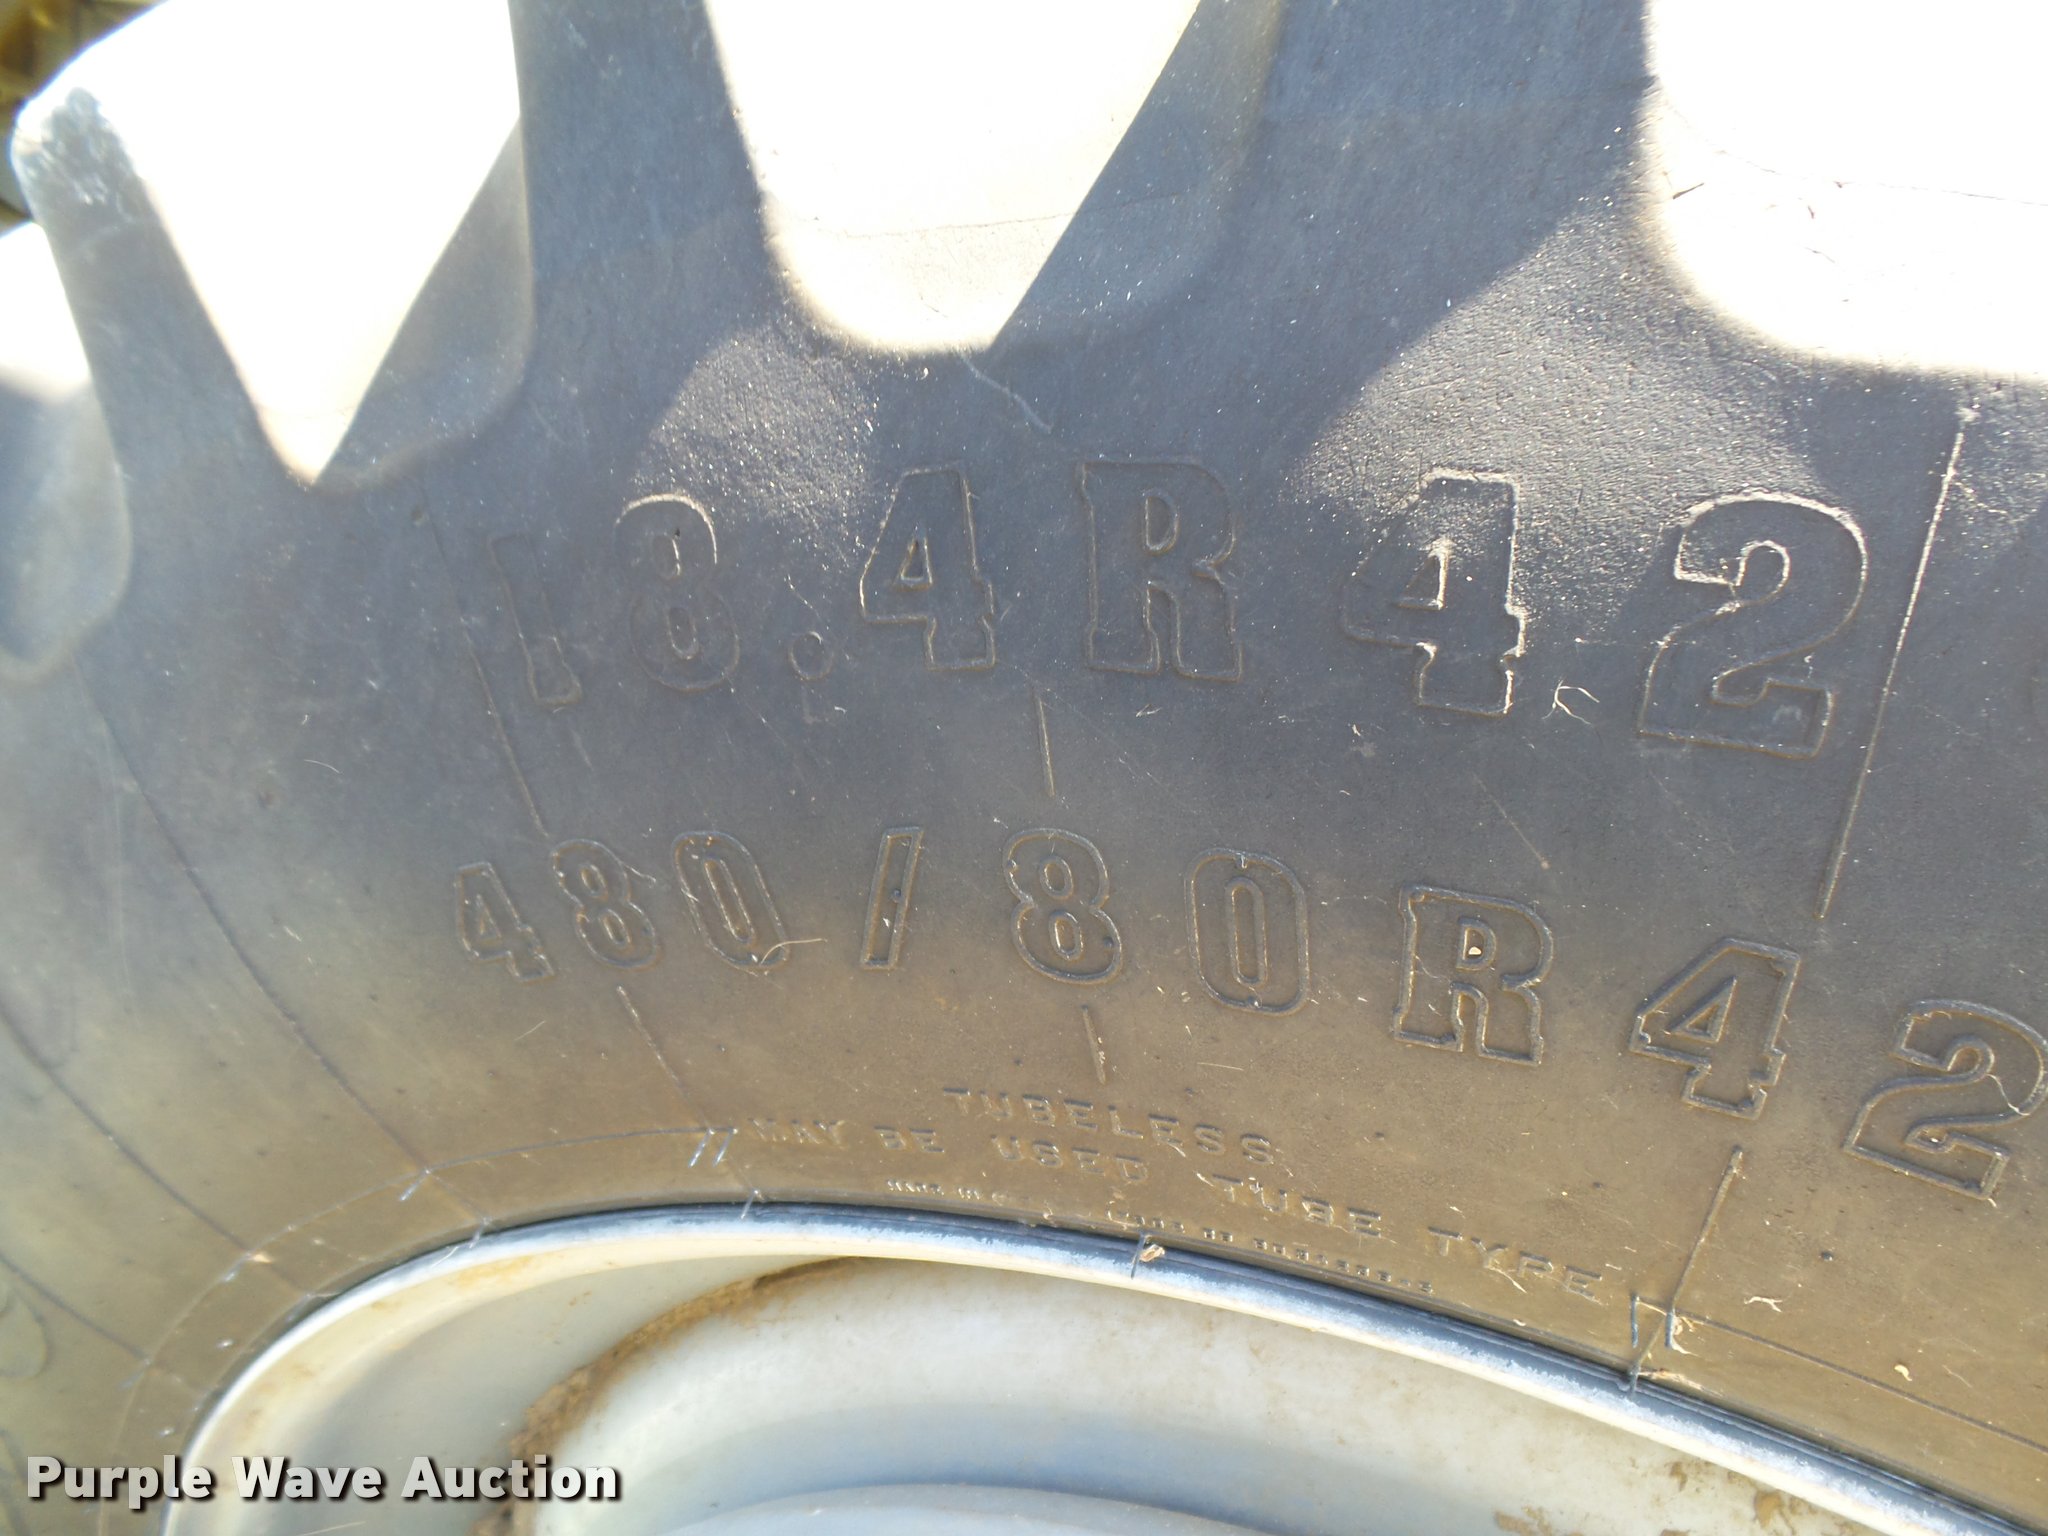 18.4R42
480/80R42
TUBELESS
MAY BE USED TUBE TYPE
Purple Wave Auction